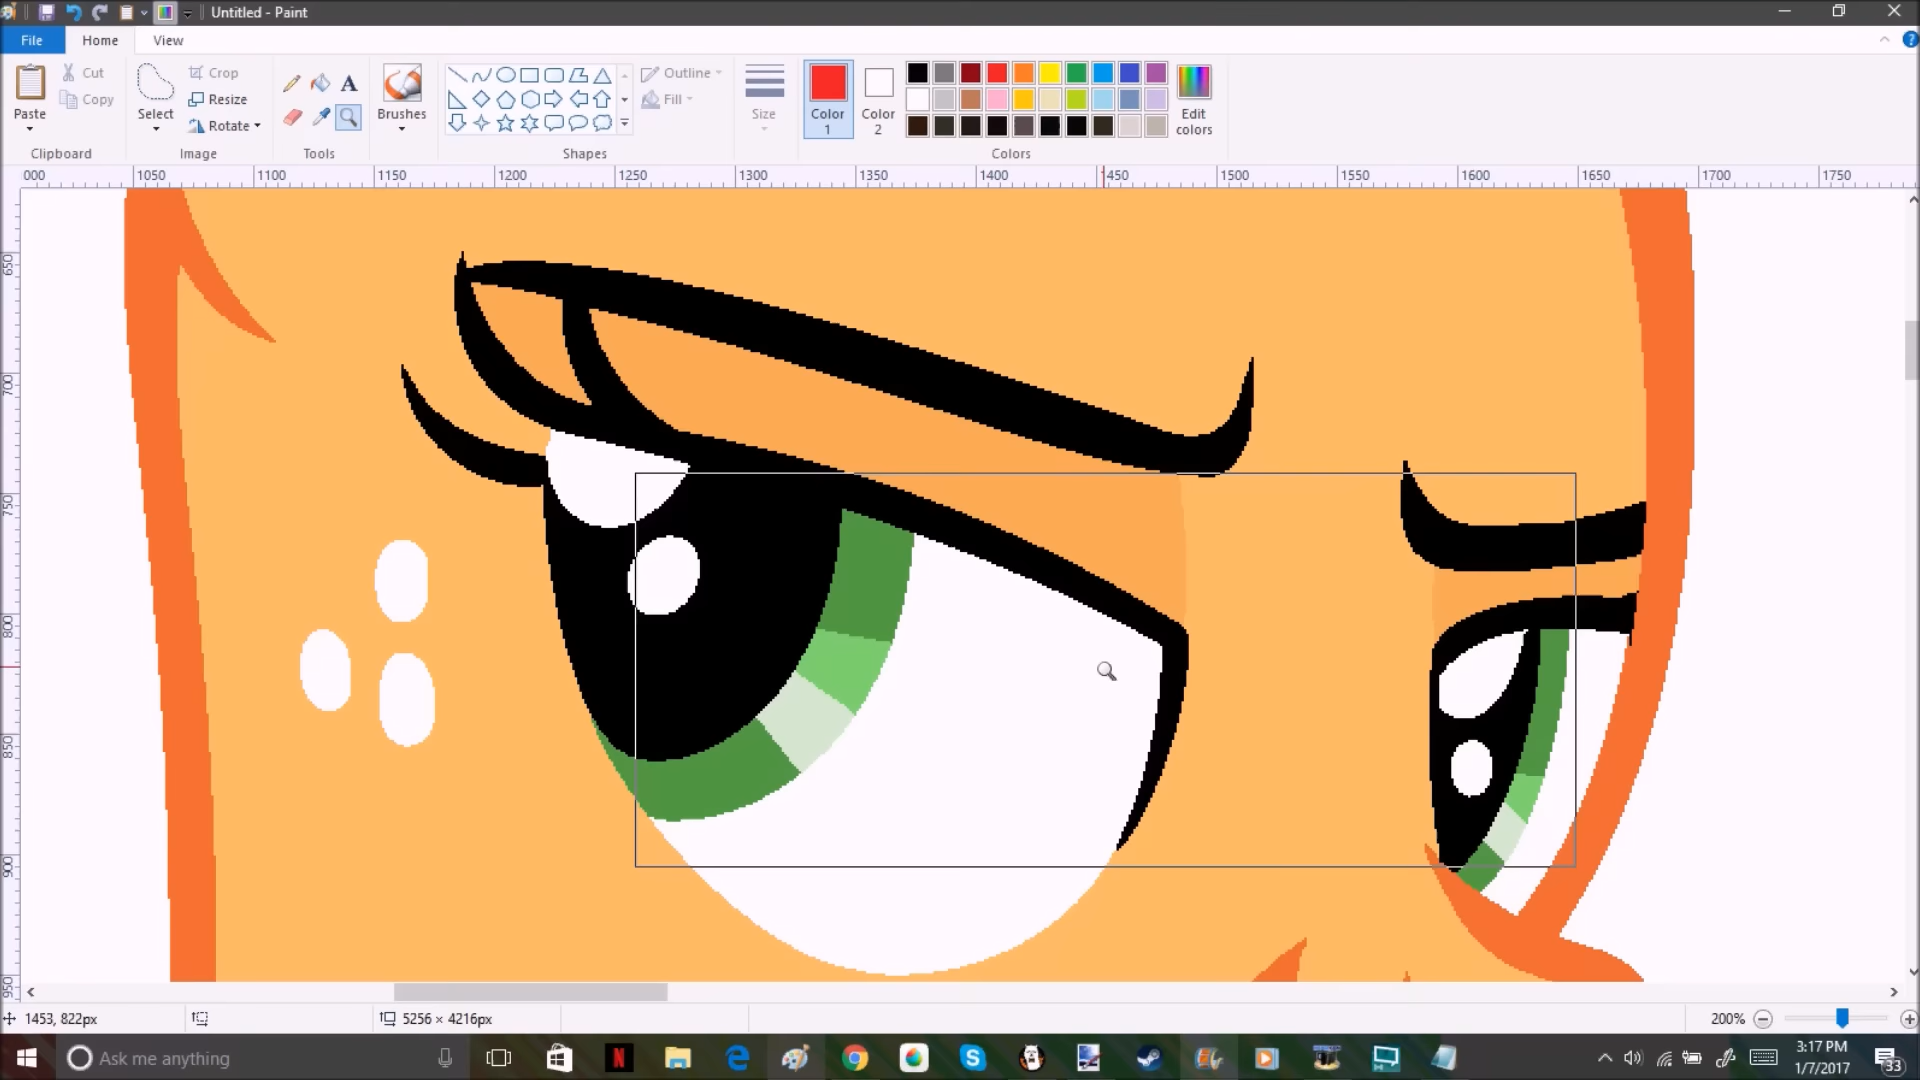 Untitled - Paint
File Home View
Paste
Cut
Copy
Clipboard
Select
Crop
Resize
Rotate
Image
A
Tools
Brushes
Outline
Fill
Shapes
Size
Color 1
Color 2
Edit colors
Colors
000 1050 1100 1150 1200 1250 1300 1350 1400 450 1500 1550 1600 1650 1700 1750
650
700
750
800
850
900
950
1453, 822px
5256 × 4216px
200%
Ask me anything
3:17 PM
1/7/2017
33